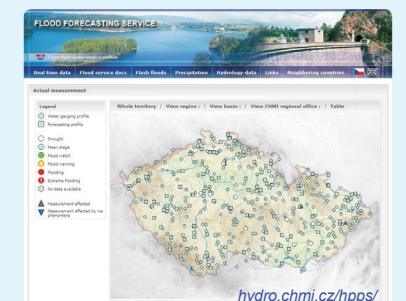 FLOOD FORECASTING SERVICE
Czech Hydrometeorological Institute
Real time data Flood service docs Flash floods Precipitation Hydrology data Links Neighboring countries
Actual measurement
Whole territory | View region : | View basin : | View CHMI regional office : | Table
Legend
Water gauging profile
Forecasting profile
Drought
Mean stage
Flood watch
Flood warning
Flooding
Extreme flooding
No data available
Measurement affected
Measurement affected by ice
phenomena
hydro.chmi.cz/hpps/